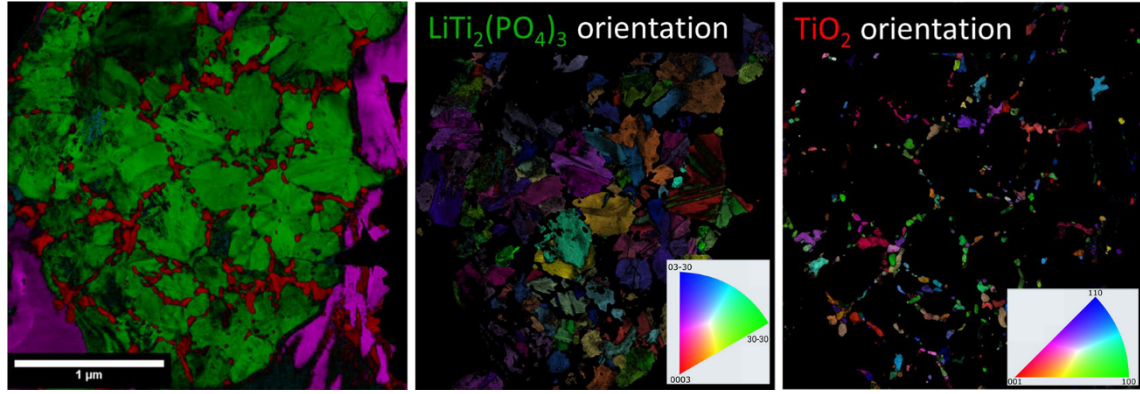 1 µm
LiTi₂(PO₄)₃ orientation
03-30
30-30
0003
TiO₂ orientation
110
001
100